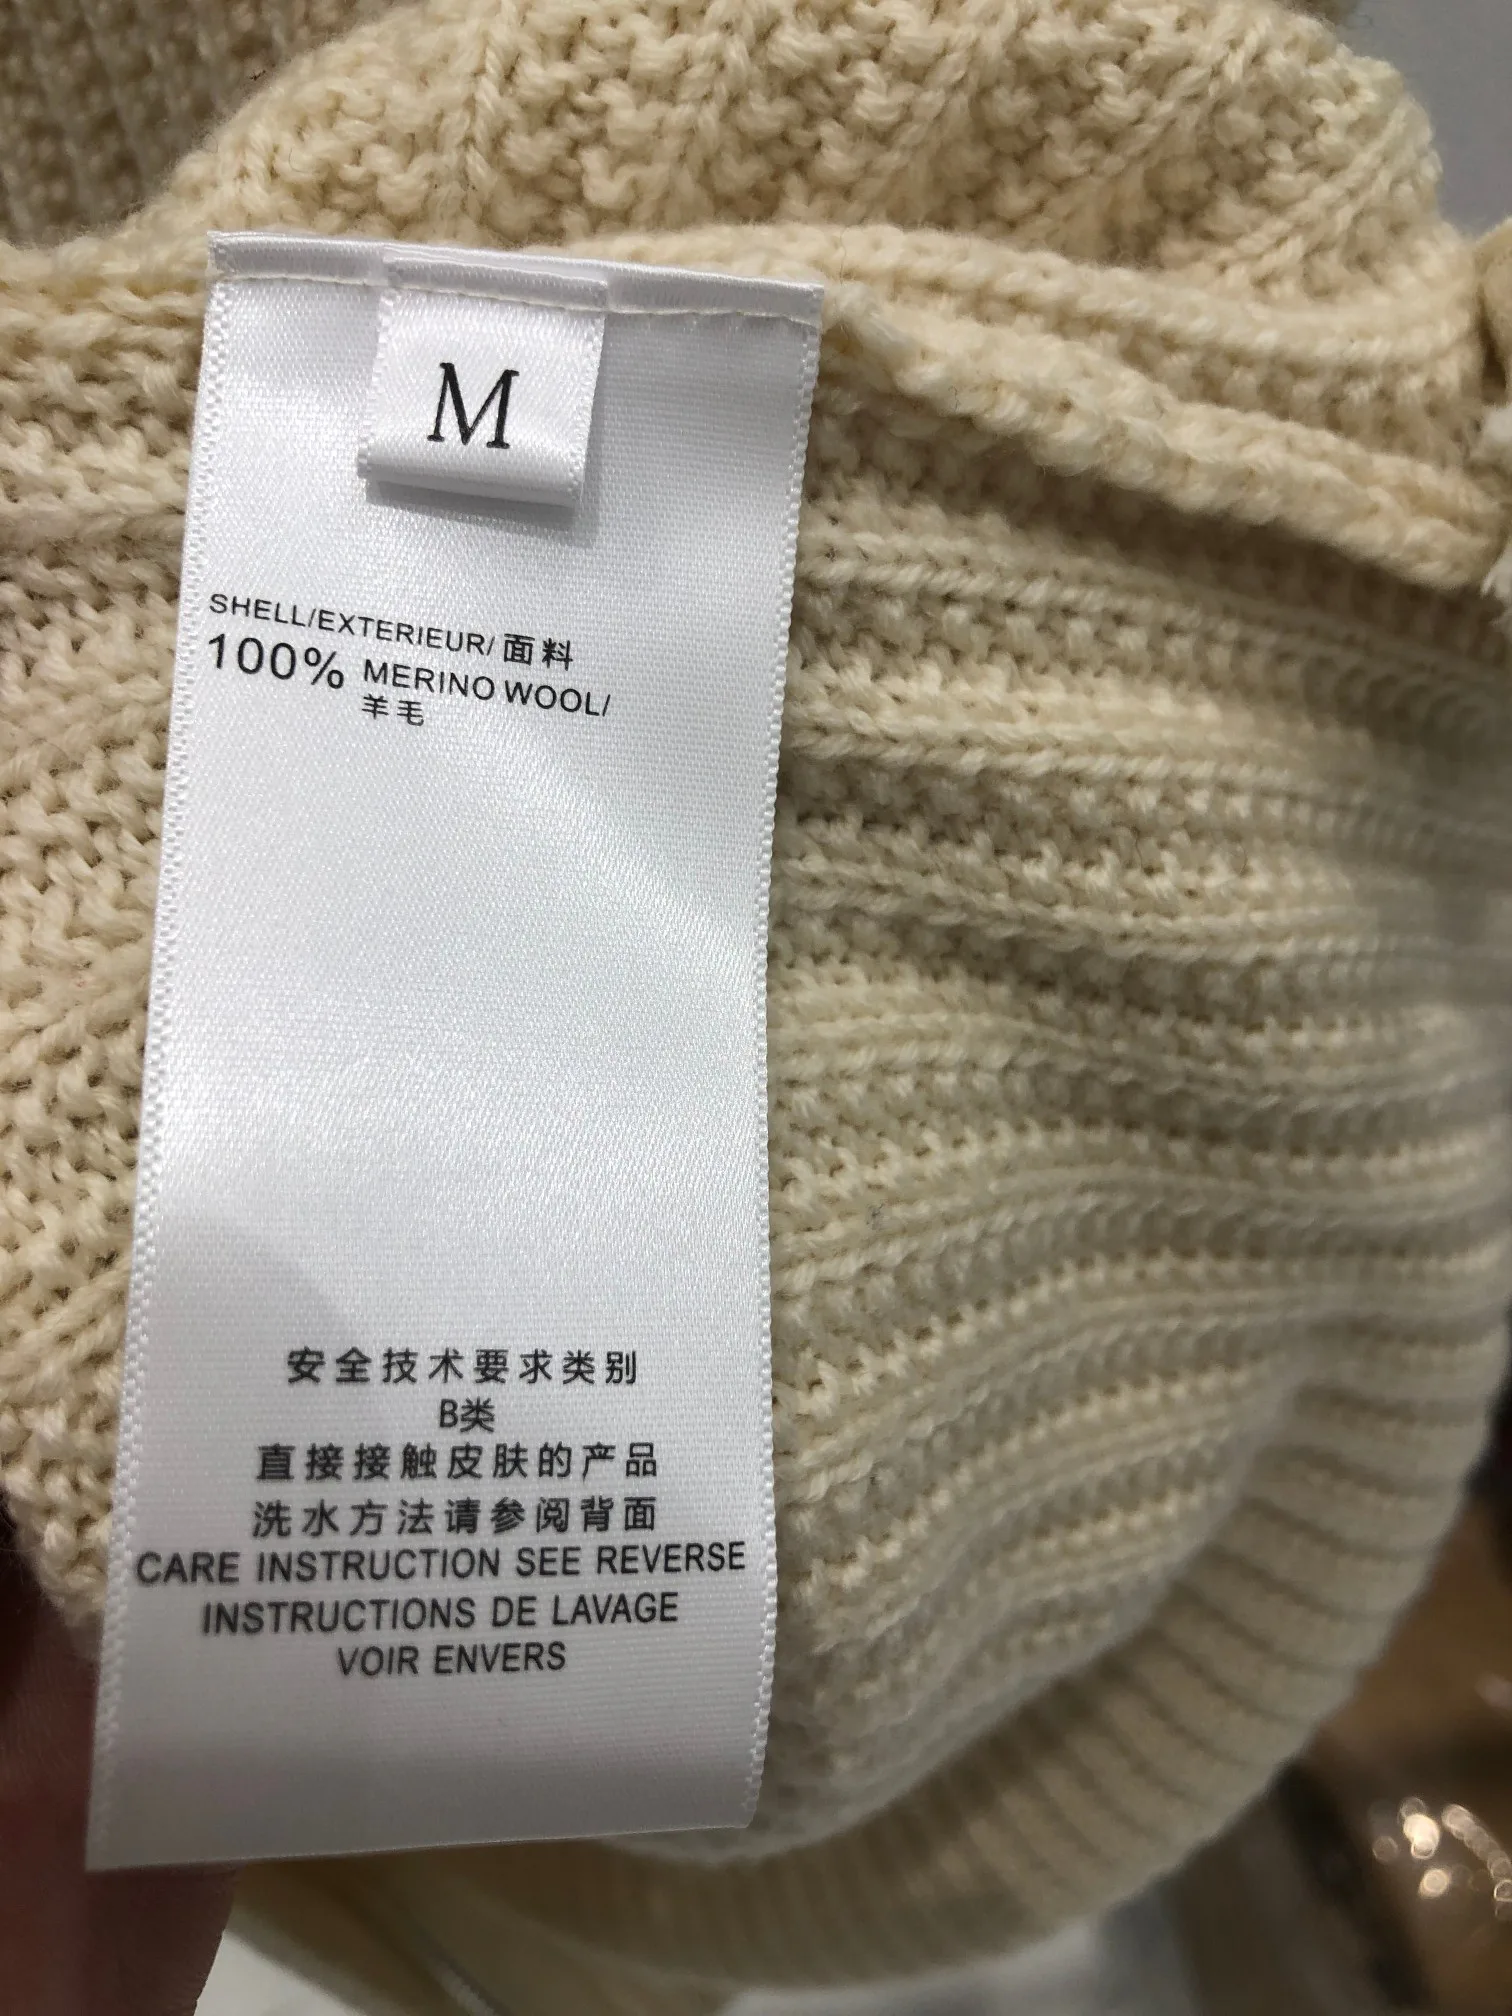 M
SHELL/EXTERIEUR/ 面料
100% MERINO WOOL/
羊毛
安全技术要求类别
B类
直接接触皮肤的产品
洗水方法请参阅背面
CARE INSTRUCTION SEE REVERSE
INSTRUCTIONS DE LAVAGE
VOIR ENVERS